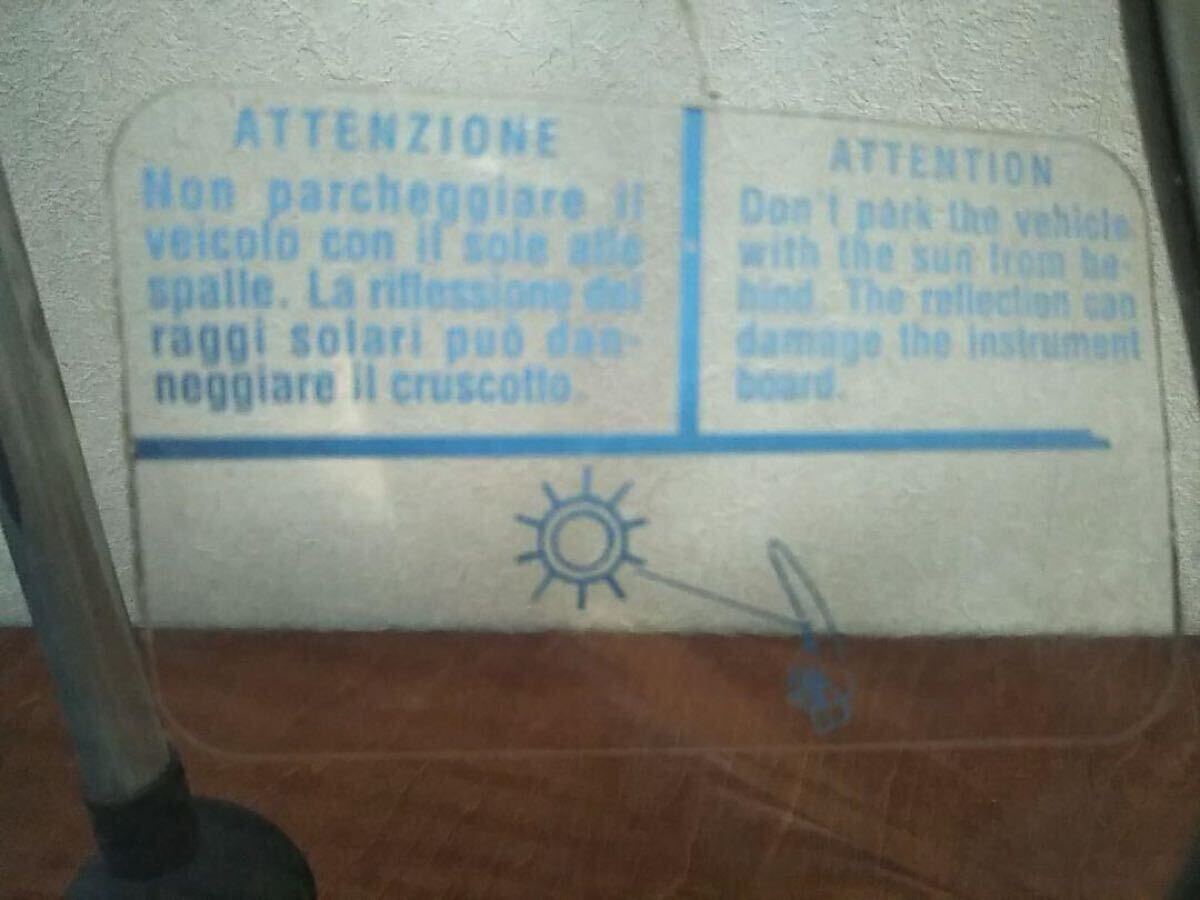 ATTENZIONE
Non parcheggiare il
veicolo con il sole alle
spalle. La riflessione dei
raggi solari può dan-
neggiare il cruscotto.
ATTENTION
Don't park the vehicle
with the sun from be-
hind. The reflection can
damage the instrument
board.